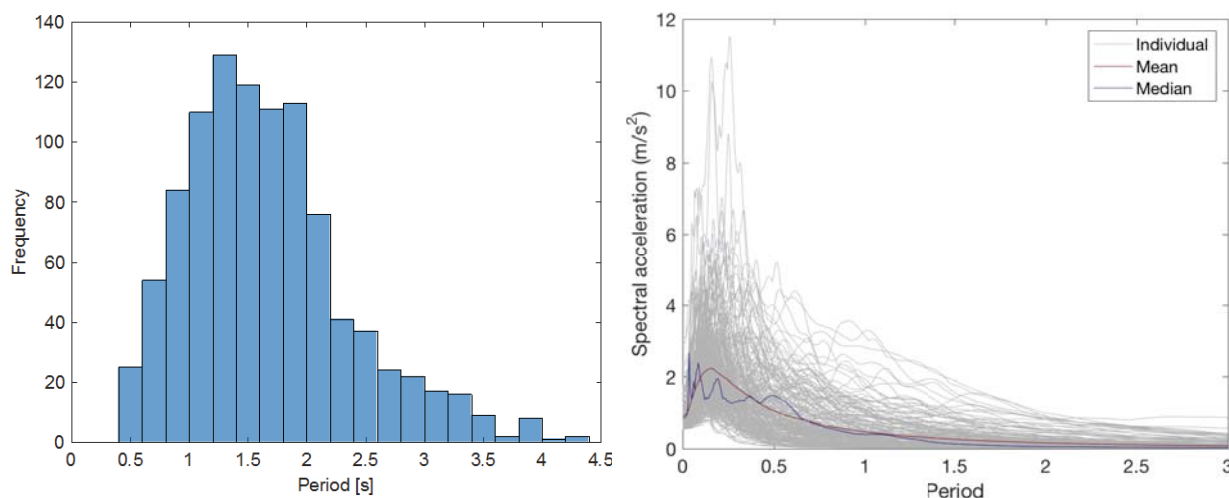 140
120
100
80
60
40
20
0
Frequency
0 0.5 1 1.5 2 2.5 3 3.5 4 4.5
Period [s]
12
10
8
6
4
2
0
Spectral acceleration (m/s²)
Individual
Mean
Median
0 0.5 1 1.5 2 2.5 3
Period